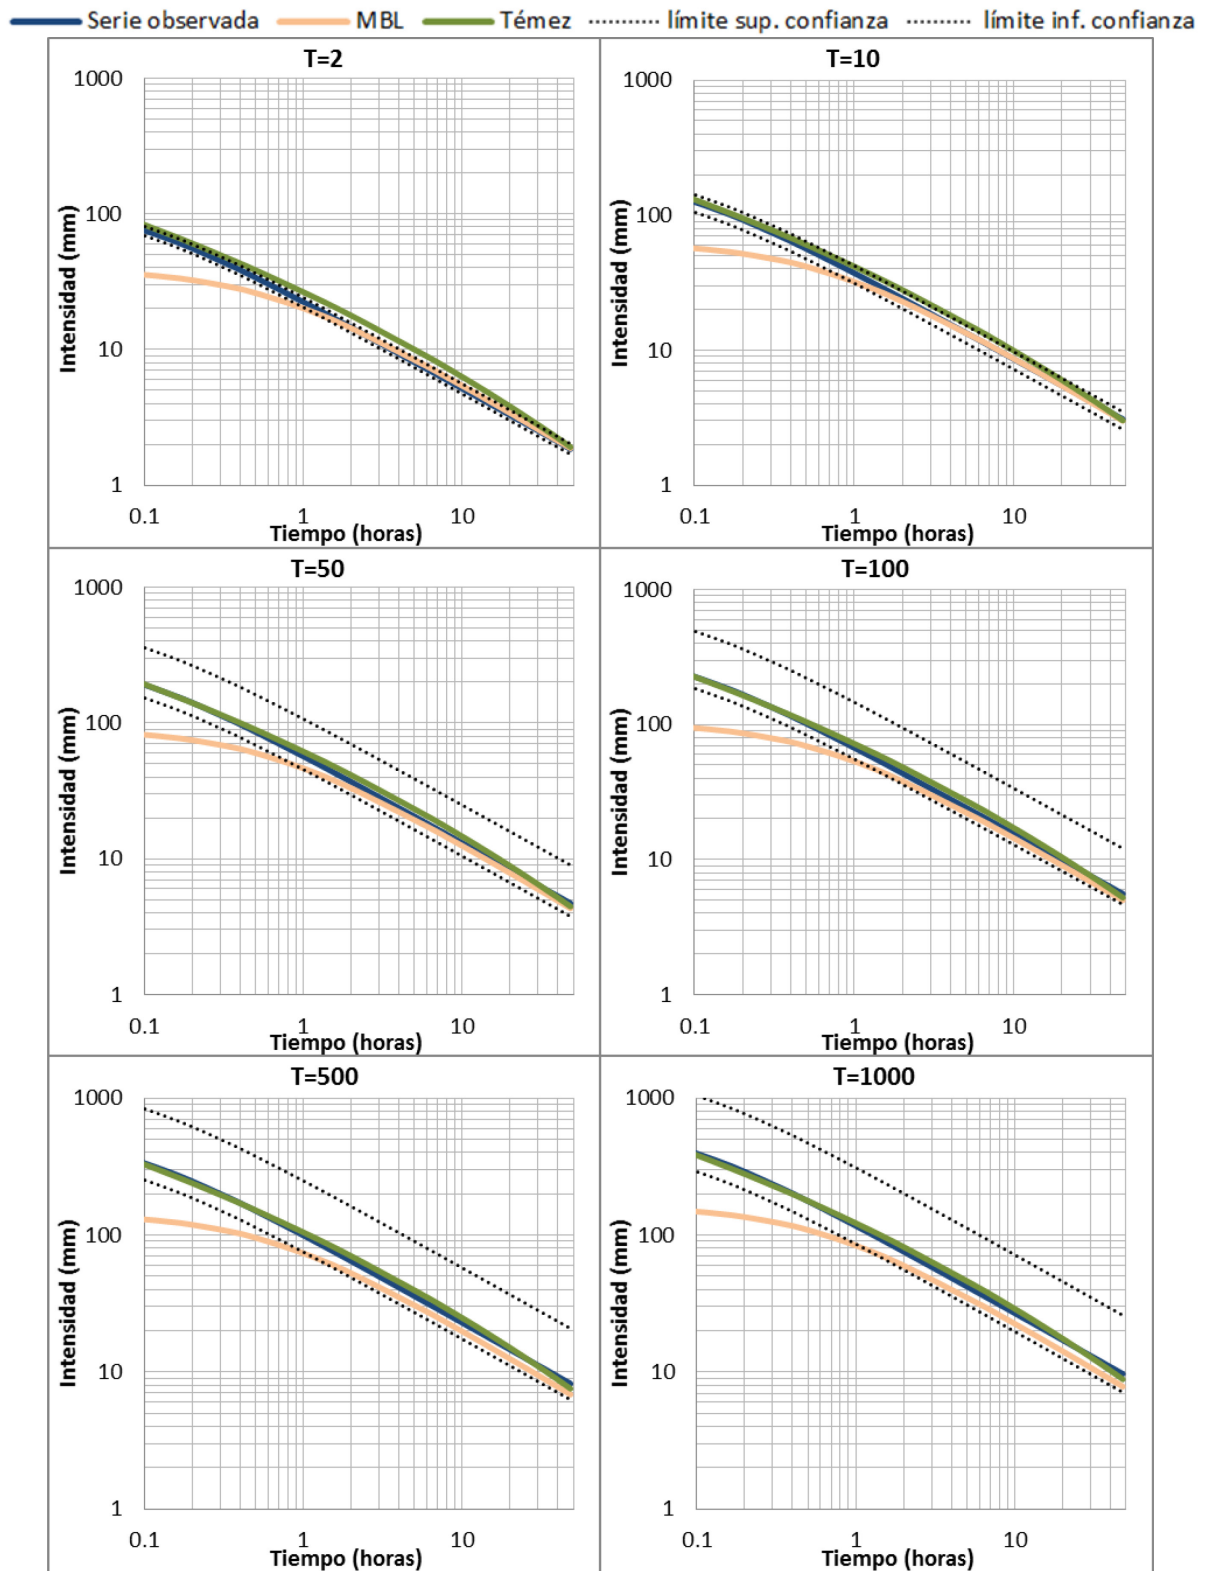 Serie observada MBL Témez límite sup. confianza límite inf. confianza
T=2
1000
100
10
1
Intensidad (mm)
0.1 1 10
Tiempo (horas)
T=10
1000
100
10
1
Intensidad (mm)
0.1 1 10
Tiempo (horas)
T=50
1000
100
10
1
Intensidad (mm)
0.1 1 10
Tiempo (horas)
T=100
1000
100
10
1
Intensidad (mm)
0.1 1 10
Tiempo (horas)
T=500
1000
100
10
1
Intensidad (mm)
0.1 1 10
Tiempo (horas)
T=1000
1000
100
10
1
Intensidad (mm)
0.1 1 10
Tiempo (horas)